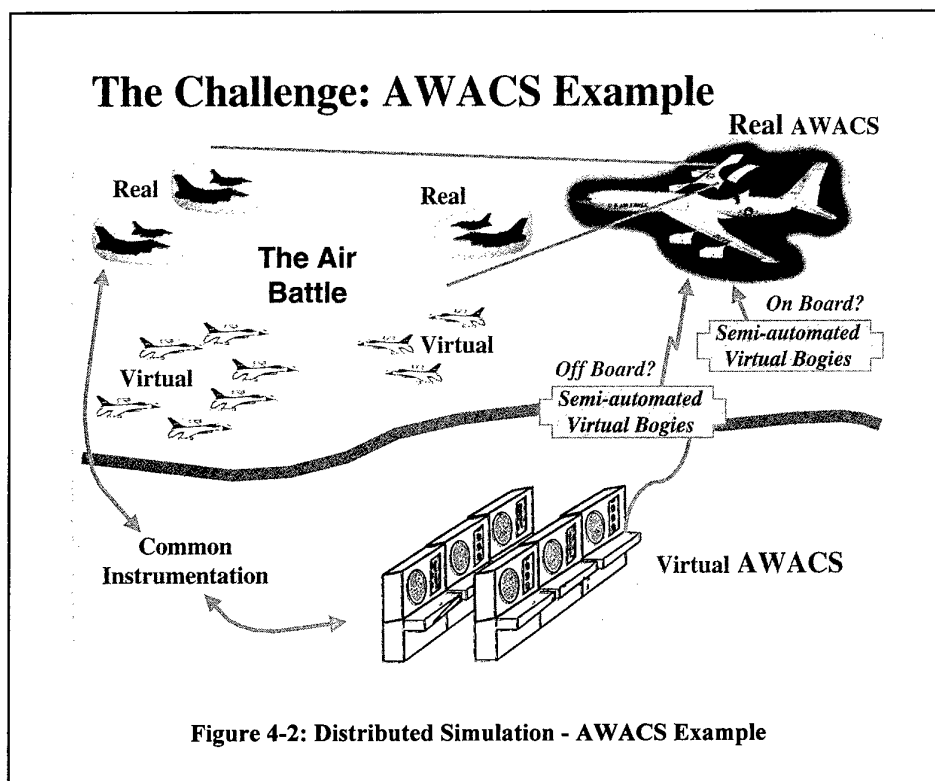 The Challenge: AWACS Example
Real AWACS
Real
Real
The Air
Battle
On Board?
Semi-automated
Virtual Bogies
Virtual
Virtual
Off Board?
Semi-automated
Virtual Bogies
Common
Instrumentation
Virtual AWACS
Figure 4-2: Distributed Simulation - AWACS Example